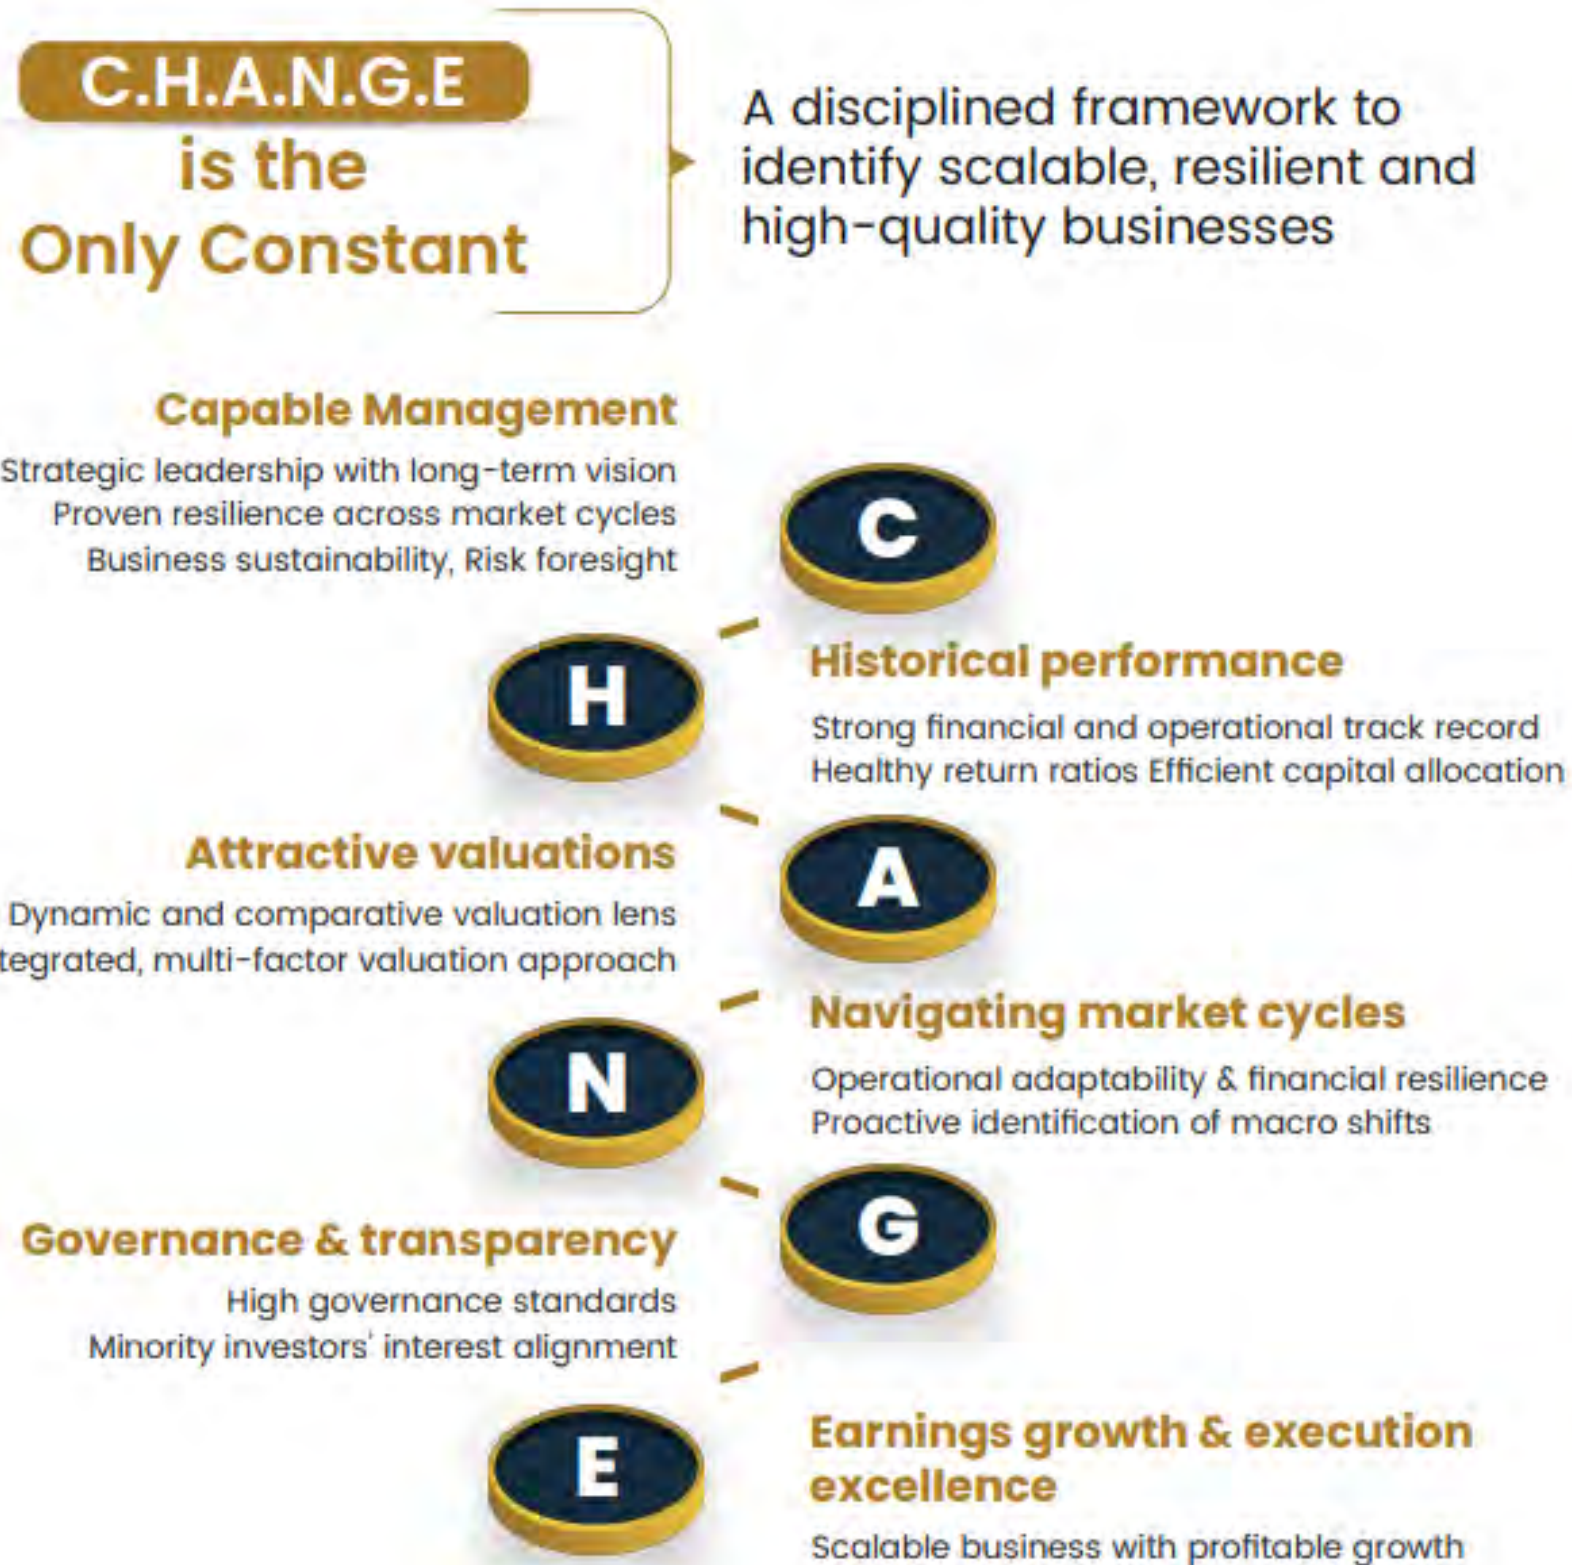 C.H.A.N.G.E
is the
Only Constant
A disciplined framework to
identify scalable, resilient and
high-quality businesses
Capable Management
Strategic leadership with long-term vision
Proven resilience across market cycles
Business sustainability, Risk foresight
C
H
Historical performance
Strong financial and operational track record
Healthy return ratios Efficient capital allocation
Attractive valuations
Dynamic and comparative valuation lens
tegrated, multi-factor valuation approach
A
N
Navigating market cycles
Operational adaptability & financial resilience
Proactive identification of macro shifts
Governance & transparency
High governance standards
Minority investors' interest alignment
G
E
Earnings growth & execution
excellence
Scalable business with profitable growth